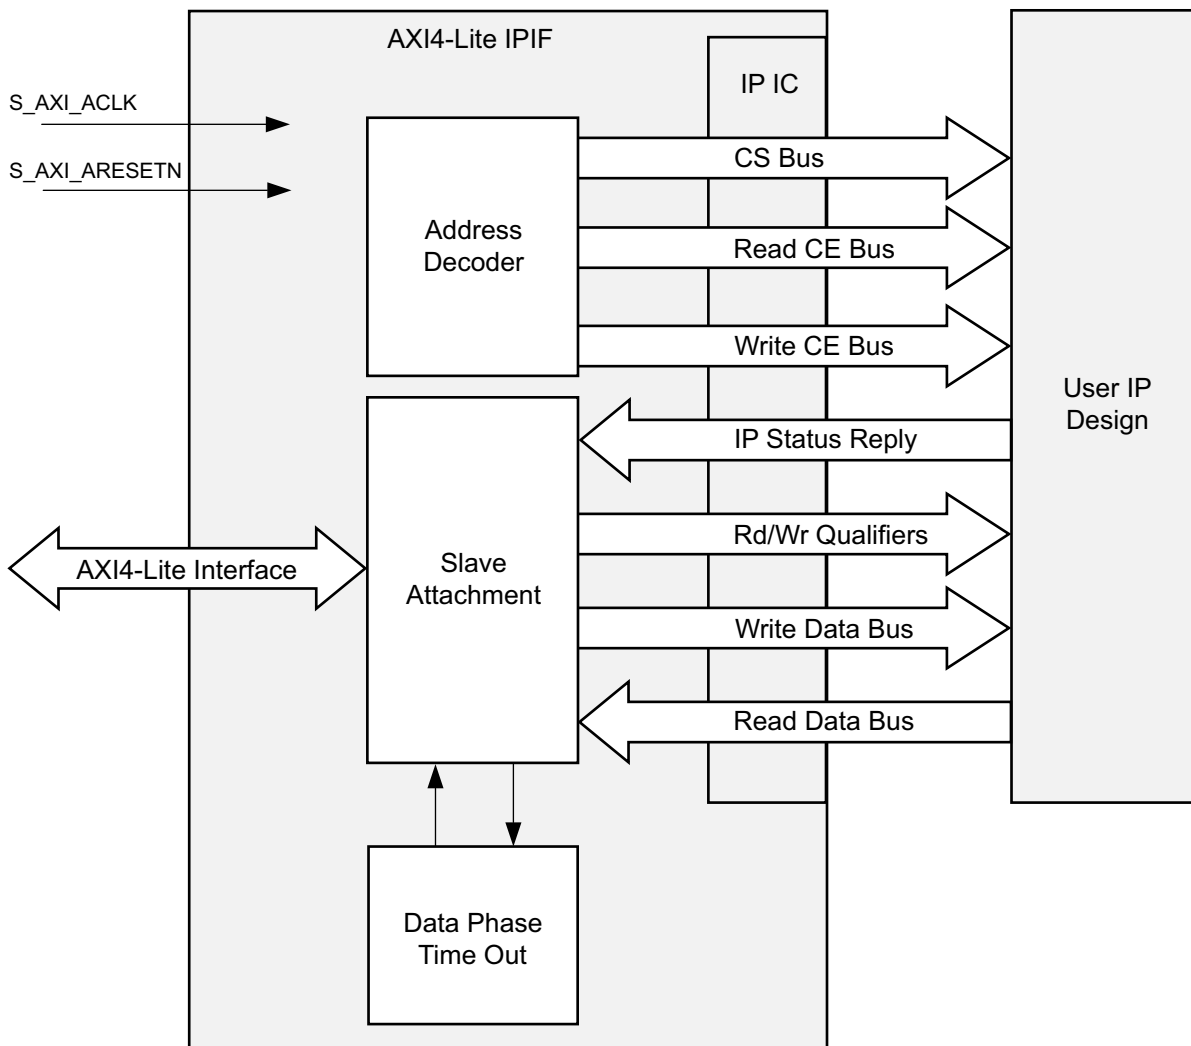 AXI4-Lite IPIF
IP IC
S_AXI_ACLK
S_AXI_ARESETN
Address
Decoder
CS Bus
Read CE Bus
Write CE Bus
User IP
Design
IP Status Reply
Rd/Wr Qualifiers
AXI4-Lite Interface
Slave
Attachment
Write Data Bus
Read Data Bus
Data Phase
Time Out